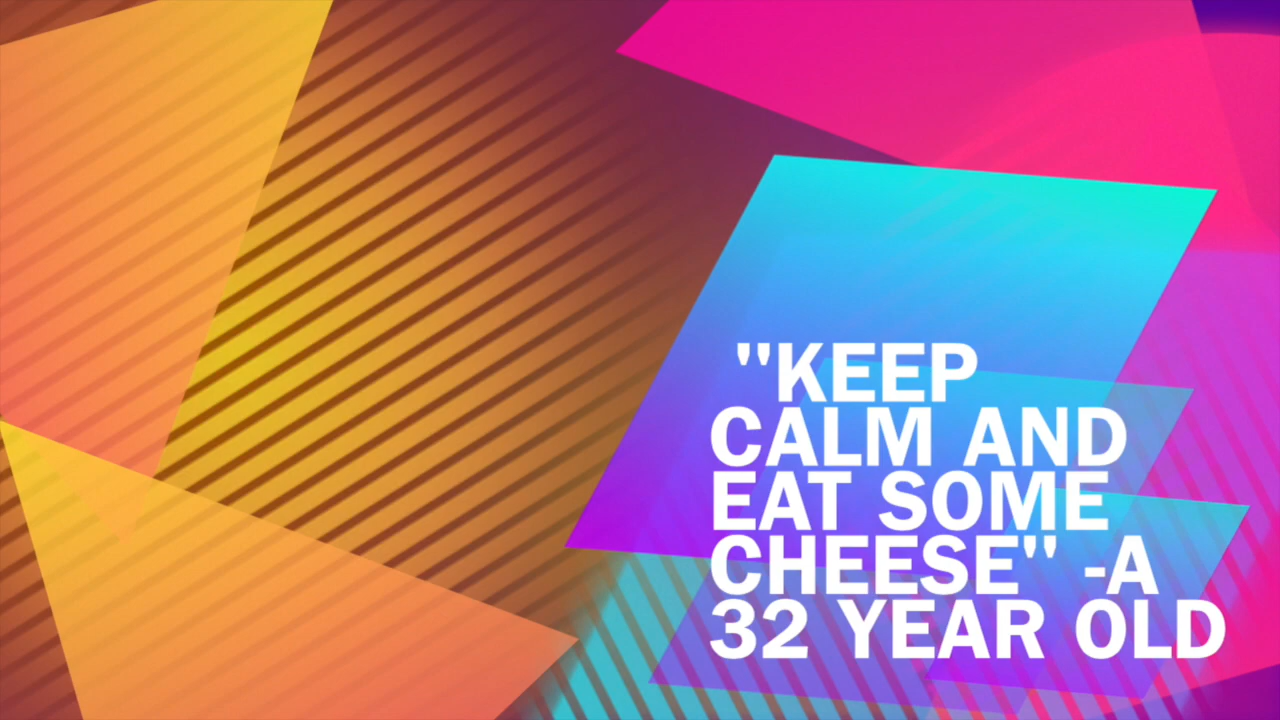 "KEEP
CALM AND
EAT SOME
CHEESE" -A
32 YEAR OLD